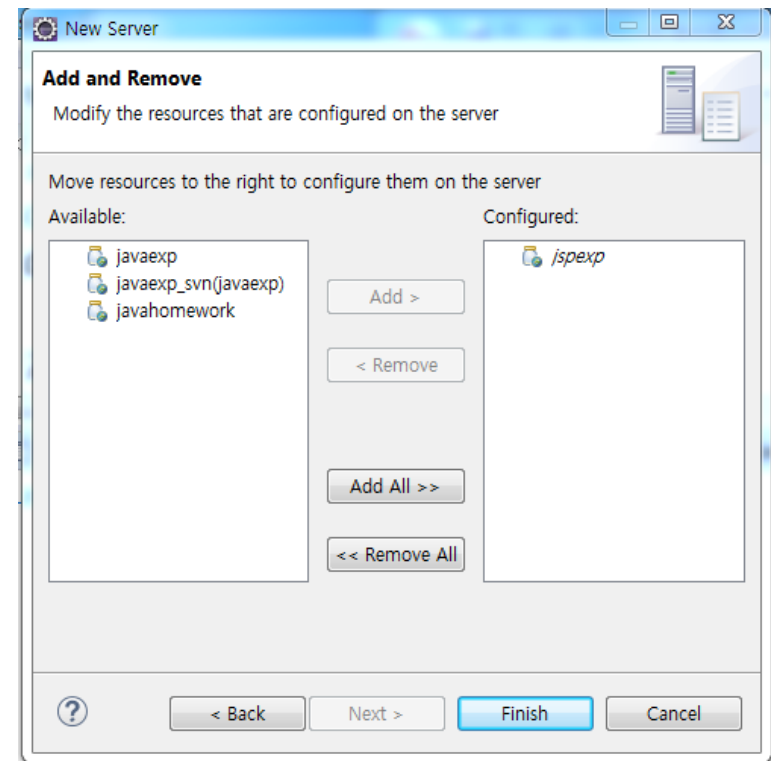 New Server
Add and Remove
Modify the resources that are configured on the server
Move resources to the right to configure them on the server
Available:
Configured:
javaexp
javaexp_svn(javaexp)
javahomework
jspexp
Add >
< Remove
Add All >>
<< Remove All
?
< Back
Next >
Finish
Cancel